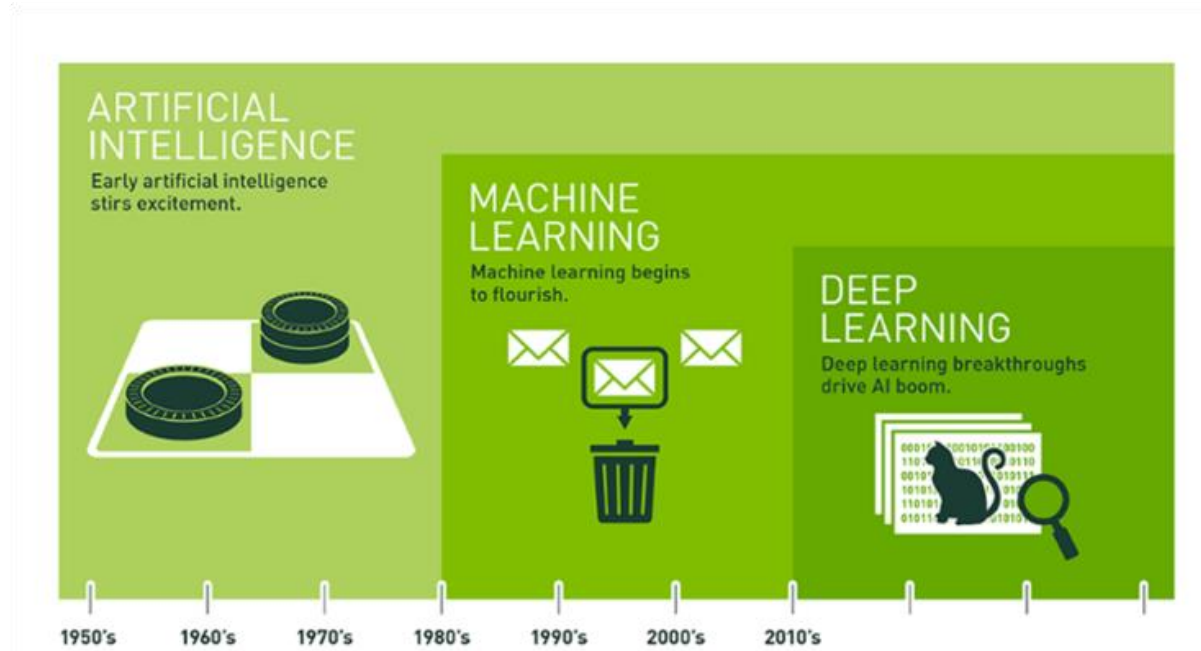 ARTIFICIAL
INTELLIGENCE
Early artificial intelligence
stirs excitement.
MACHINE
LEARNING
Machine learning begins
to flourish.
DEEP
LEARNING
Deep learning breakthroughs
drive AI boom.
1950's 1960's 1970's 1980's 1990's 2000's 2010's